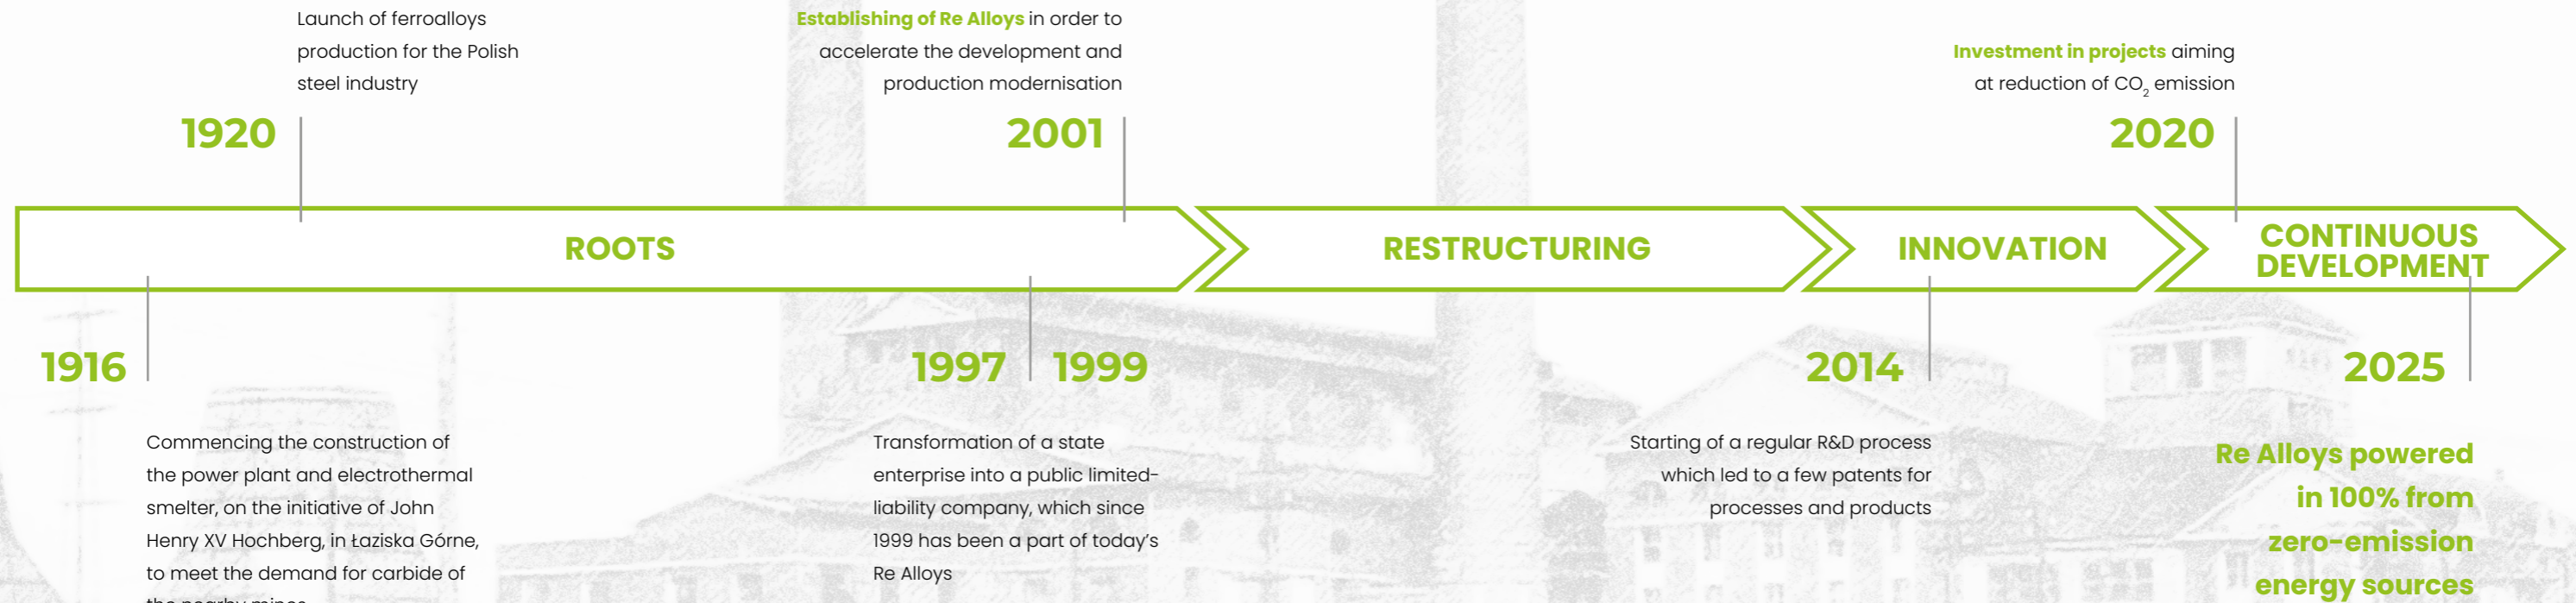 Launch of ferroalloys
production for the Polish
steel industry
1920
Establishing of Re Alloys in order to
accelerate the development and
production modernisation
2001
Investment in projects aiming
at reduction of CO₂ emission
2020
ROOTS
RESTRUCTURING
INNOVATION
CONTINUOUS
DEVELOPMENT
1916
Commencing the construction of
the power plant and electrothermal
smelter, on the initiative of John
Henry XV Hochberg, in Łaziska Górne,
to meet the demand for carbide of
the nearby mines
1997 1999
Transformation of a state
enterprise into a public limited-
liability company, which since
1999 has been a part of today's
Re Alloys
2014
Starting of a regular R&D process
which led to a few patents for
processes and products
2025
Re Alloys powered
in 100% from
zero-emission
energy sources